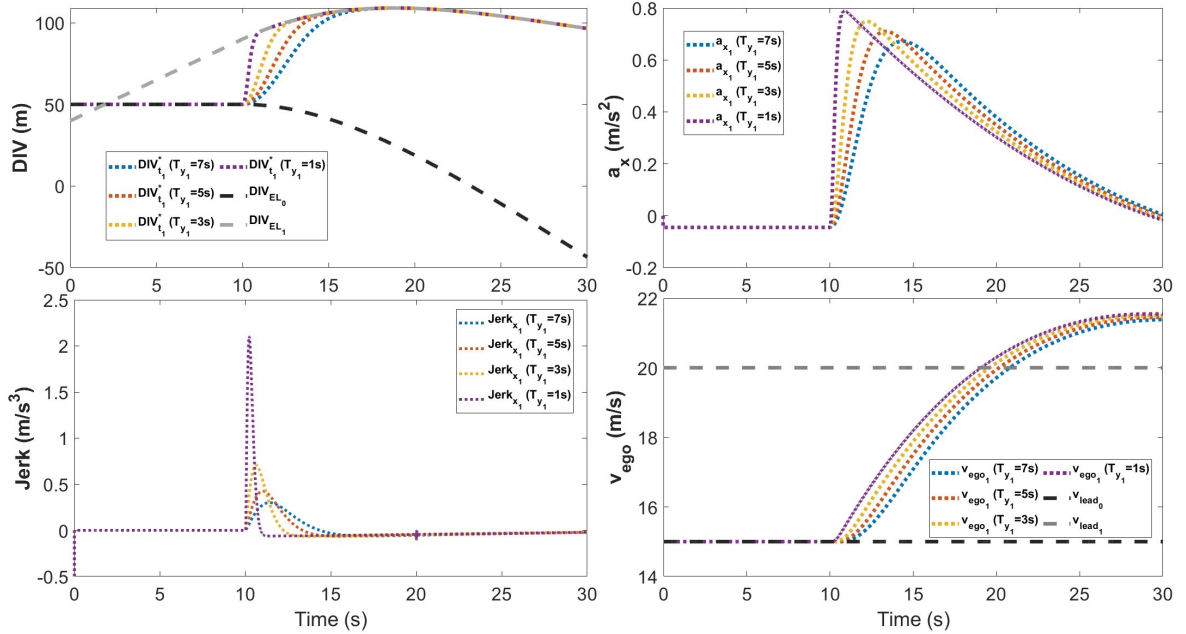 DIV (m)
100
50
0
-50
0 5 10 15 20 25 30
DIV*t1 (Ty1=7s)
DIV*t1 (Ty1=5s)
DIV*t1 (Ty1=3s)
DIV*t1 (Ty1=1s)
DIVEL0
DIVEL1
ax (m/s2)
0.8
0.6
0.4
0.2
0
-0.2
0 5 10 15 20 25 30
ax1 (Ty1=7s)
ax1 (Ty1=5s)
ax1 (Ty1=3s)
ax1 (Ty1=1s)
Jerk (m/s3)
2.5
2
1.5
1
0.5
0
-0.5
0 5 10 15 20 25 30
Time (s)
Jerkx1 (Ty1=7s)
Jerkx1 (Ty1=5s)
Jerkx1 (Ty1=3s)
Jerkx1 (Ty1=1s)
vego (m/s)
22
20
18
16
14
0 5 10 15 20 25 30
Time (s)
vego1 (Ty1=7s)
vego1 (Ty1=5s)
vego1 (Ty1=3s)
vego1 (Ty1=1s)
vlead0
vlead1